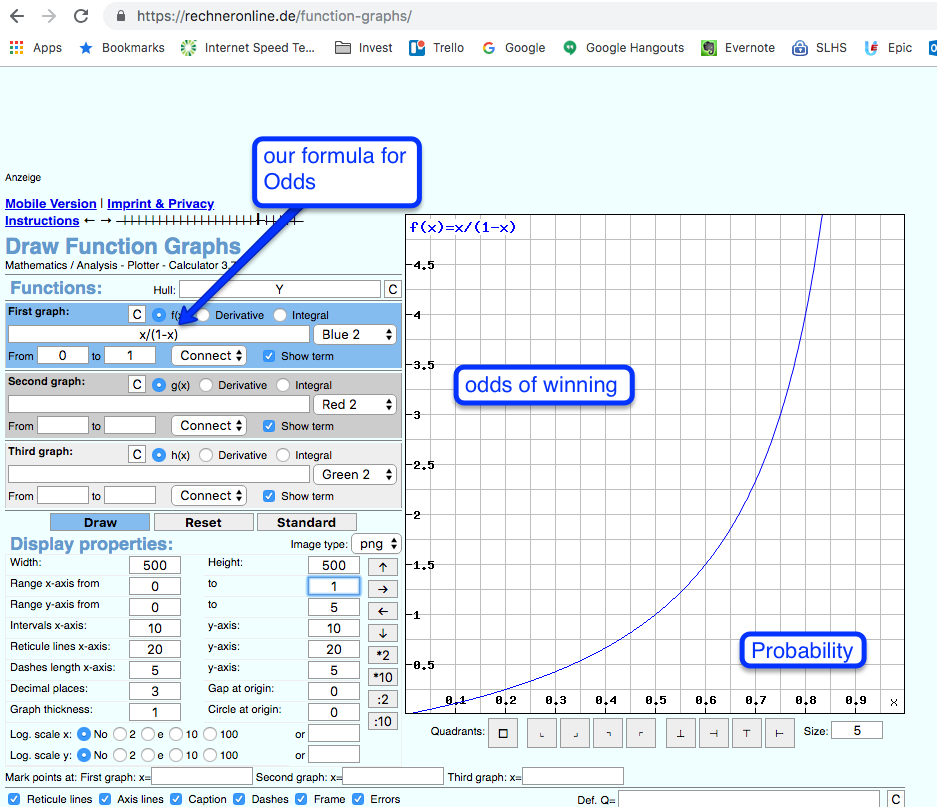 https://rechneronline.de/function-graphs/
Apps Bookmarks Internet Speed Te... Invest Trello Google Google Hangouts Evernote SLHS Epic
Anzeige
our formula for
Odds
Mobile Version | Imprint & Privacy
Instructions ← →
Draw Function Graphs
Mathematics / Analysis - Plotter - Calculator 3.
Functions: Hull: Y C
First graph: C f(x) Derivative Integral
x/(1-x) Blue 2
From 0 to 1 Connect Show term
Second graph: C g(x) Derivative Integral
Red 2
From to Connect Show term
Third graph: C h(x) Derivative Integral
Green 2
From to Connect Show term
Draw Reset Standard
Display properties: Image type: png
Width: 500 Height: 500 ↑
Range x-axis from 0 to 1 →
Range y-axis from 0 to 5 ←
Intervals x-axis: 10 y-axis: 10 ↓
Reticule lines x-axis: 20 y-axis: 20 *2
Dashes length x-axis: 5 y-axis: 5 *10
Decimal places: 3 Gap at origin: 0 :2
Graph thickness: 1 Circle at origin: 0 :10
Log. scale x: No 2 e 10 100 or
Log. scale y: No 2 e 10 100 or
f(x)=x/(1-x)
4.5
4
3.5
odds of winning
3
2.5
2
1.5
1
Probability
0.5
0.1 0.2 0.3 0.4 0.5 0.6 0.7 0.8 0.9 x
Quadrants: Size: 5
Mark points at: First graph: x= Second graph: x= Third graph: x=
Reticule lines Axis lines Caption Dashes Frame Errors Def. Q= C